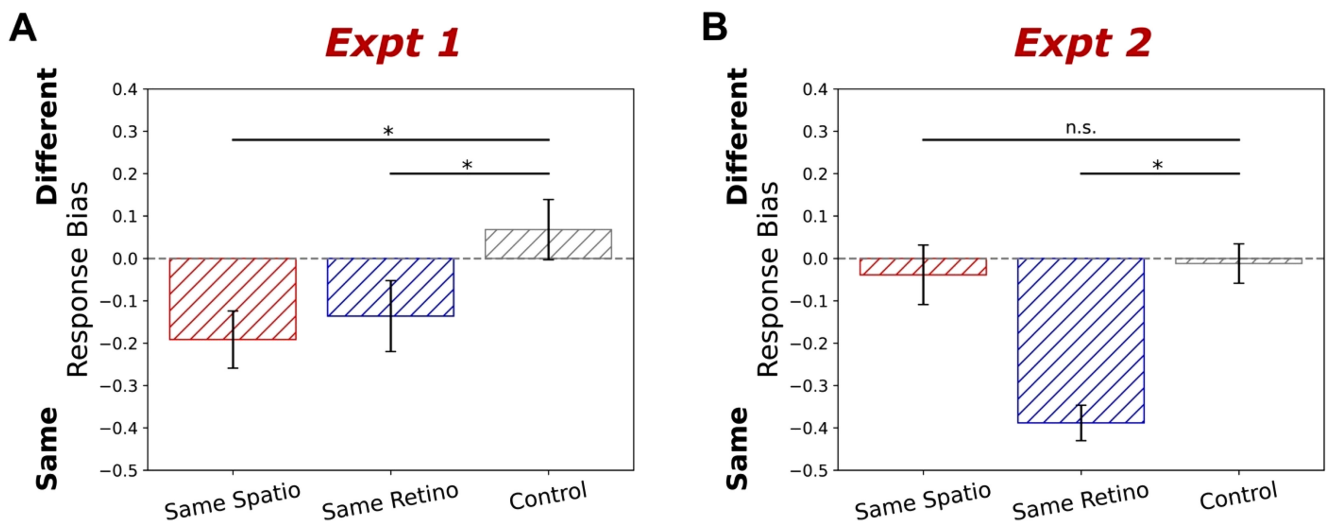 A
Expt 1
Different
Same
Response Bias
0.4
0.3
0.2
0.1
0.0
−0.1
−0.2
−0.3
−0.4
−0.5
*
*
Same Spatio
Same Retino
Control
B
Expt 2
Different
Same
Response Bias
0.4
0.3
0.2
0.1
0.0
−0.1
−0.2
−0.3
−0.4
−0.5
n.s.
*
Same Spatio
Same Retino
Control